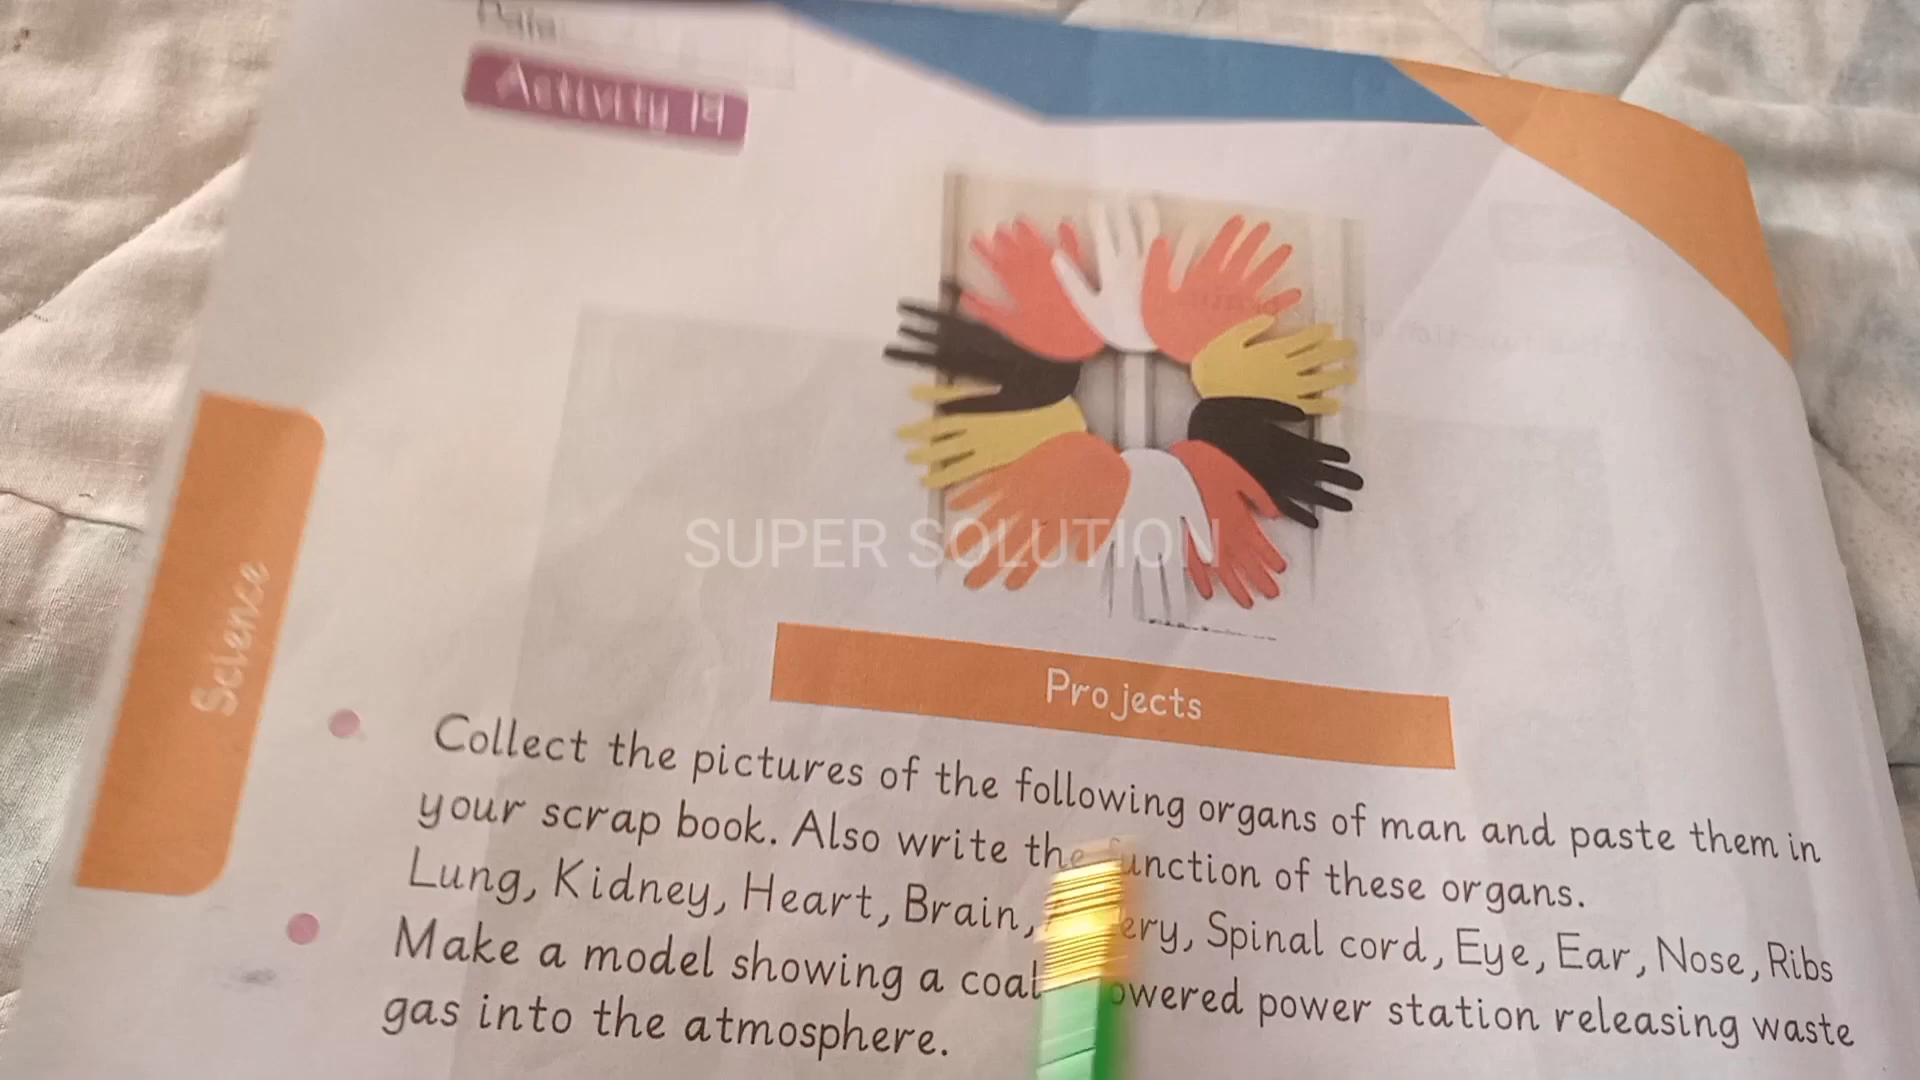 Date:
Activity 19
Science
SUPER SOLUTION
Projects
Collect the pictures of the following organs of man and paste them in
your scrap book. Also write the function of these organs.
Lung, Kidney, Heart, Brain, Spinal cord, Eye, Ear, Nose, Ribs
Make a model showing a coal powered power station releasing waste
gas into the atmosphere.